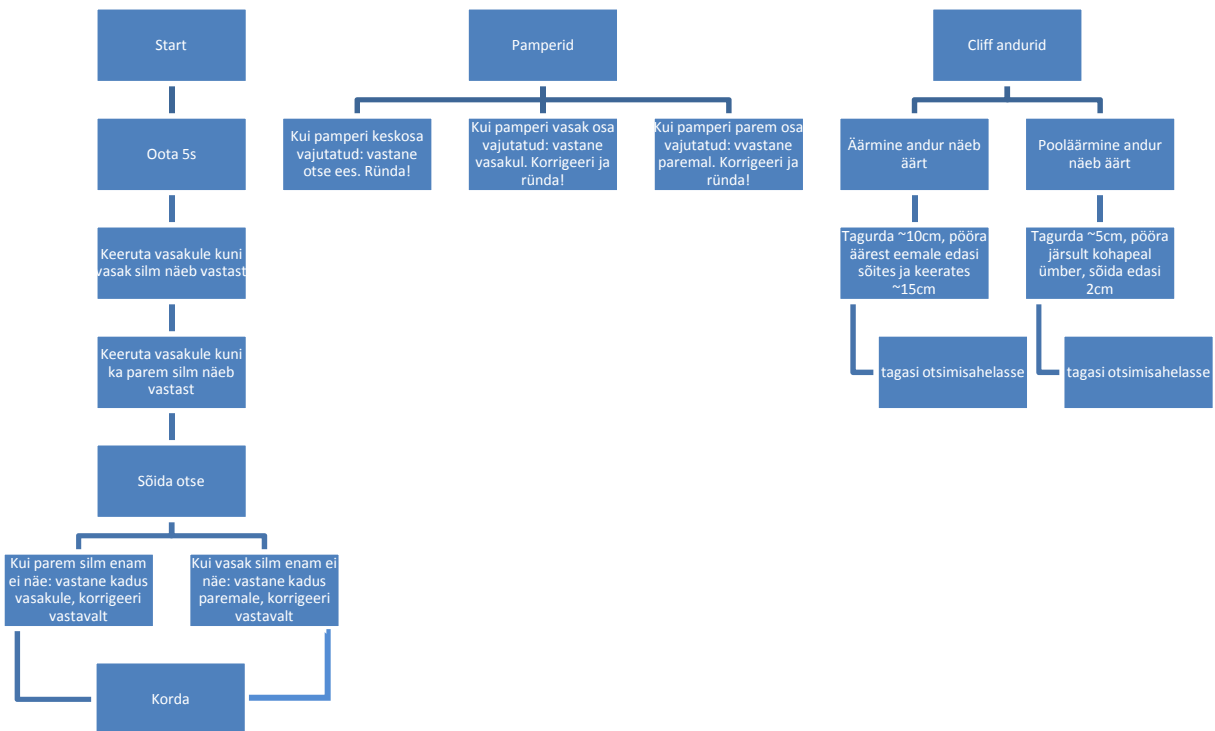 Start
Oota 5s
Keeruta vasakule kuni
vasak silm näeb vastast
Keeruta vasakule kuni
ka parem silm näeb
vastast
Sõida otse
Kui parem silm enam
ei näe: vastane kadus
vasakule, korrigeeri
vastavalt
Kui vasak silm enam ei
näe: vastane kadus
paremale, korrigeeri
vastavalt
Korda
Pamperid
Kui pamperi keskosa
vajutatud: vastane
otse ees. Ründa!
Kui pamperi vasak osa
vajutatud: vastane
vasakul. Korrigeeri ja
ründa!
Kui pamperi parem osa
vajutatud: vvastane
paremal. Korrigeeri ja
ründa!
Cliff andurid
Äärmine andur näeb
äärt
Tagurda ~10cm, pööra
äärest eemale edasi
sõites ja keerates
~15cm
tagasi otsimisahelasse
Pooläärmine andur
näeb äärt
Tagurda ~5cm, pööra
järsult kohapeal
ümber, sõida edasi
2cm
tagasi otsimisahelasse